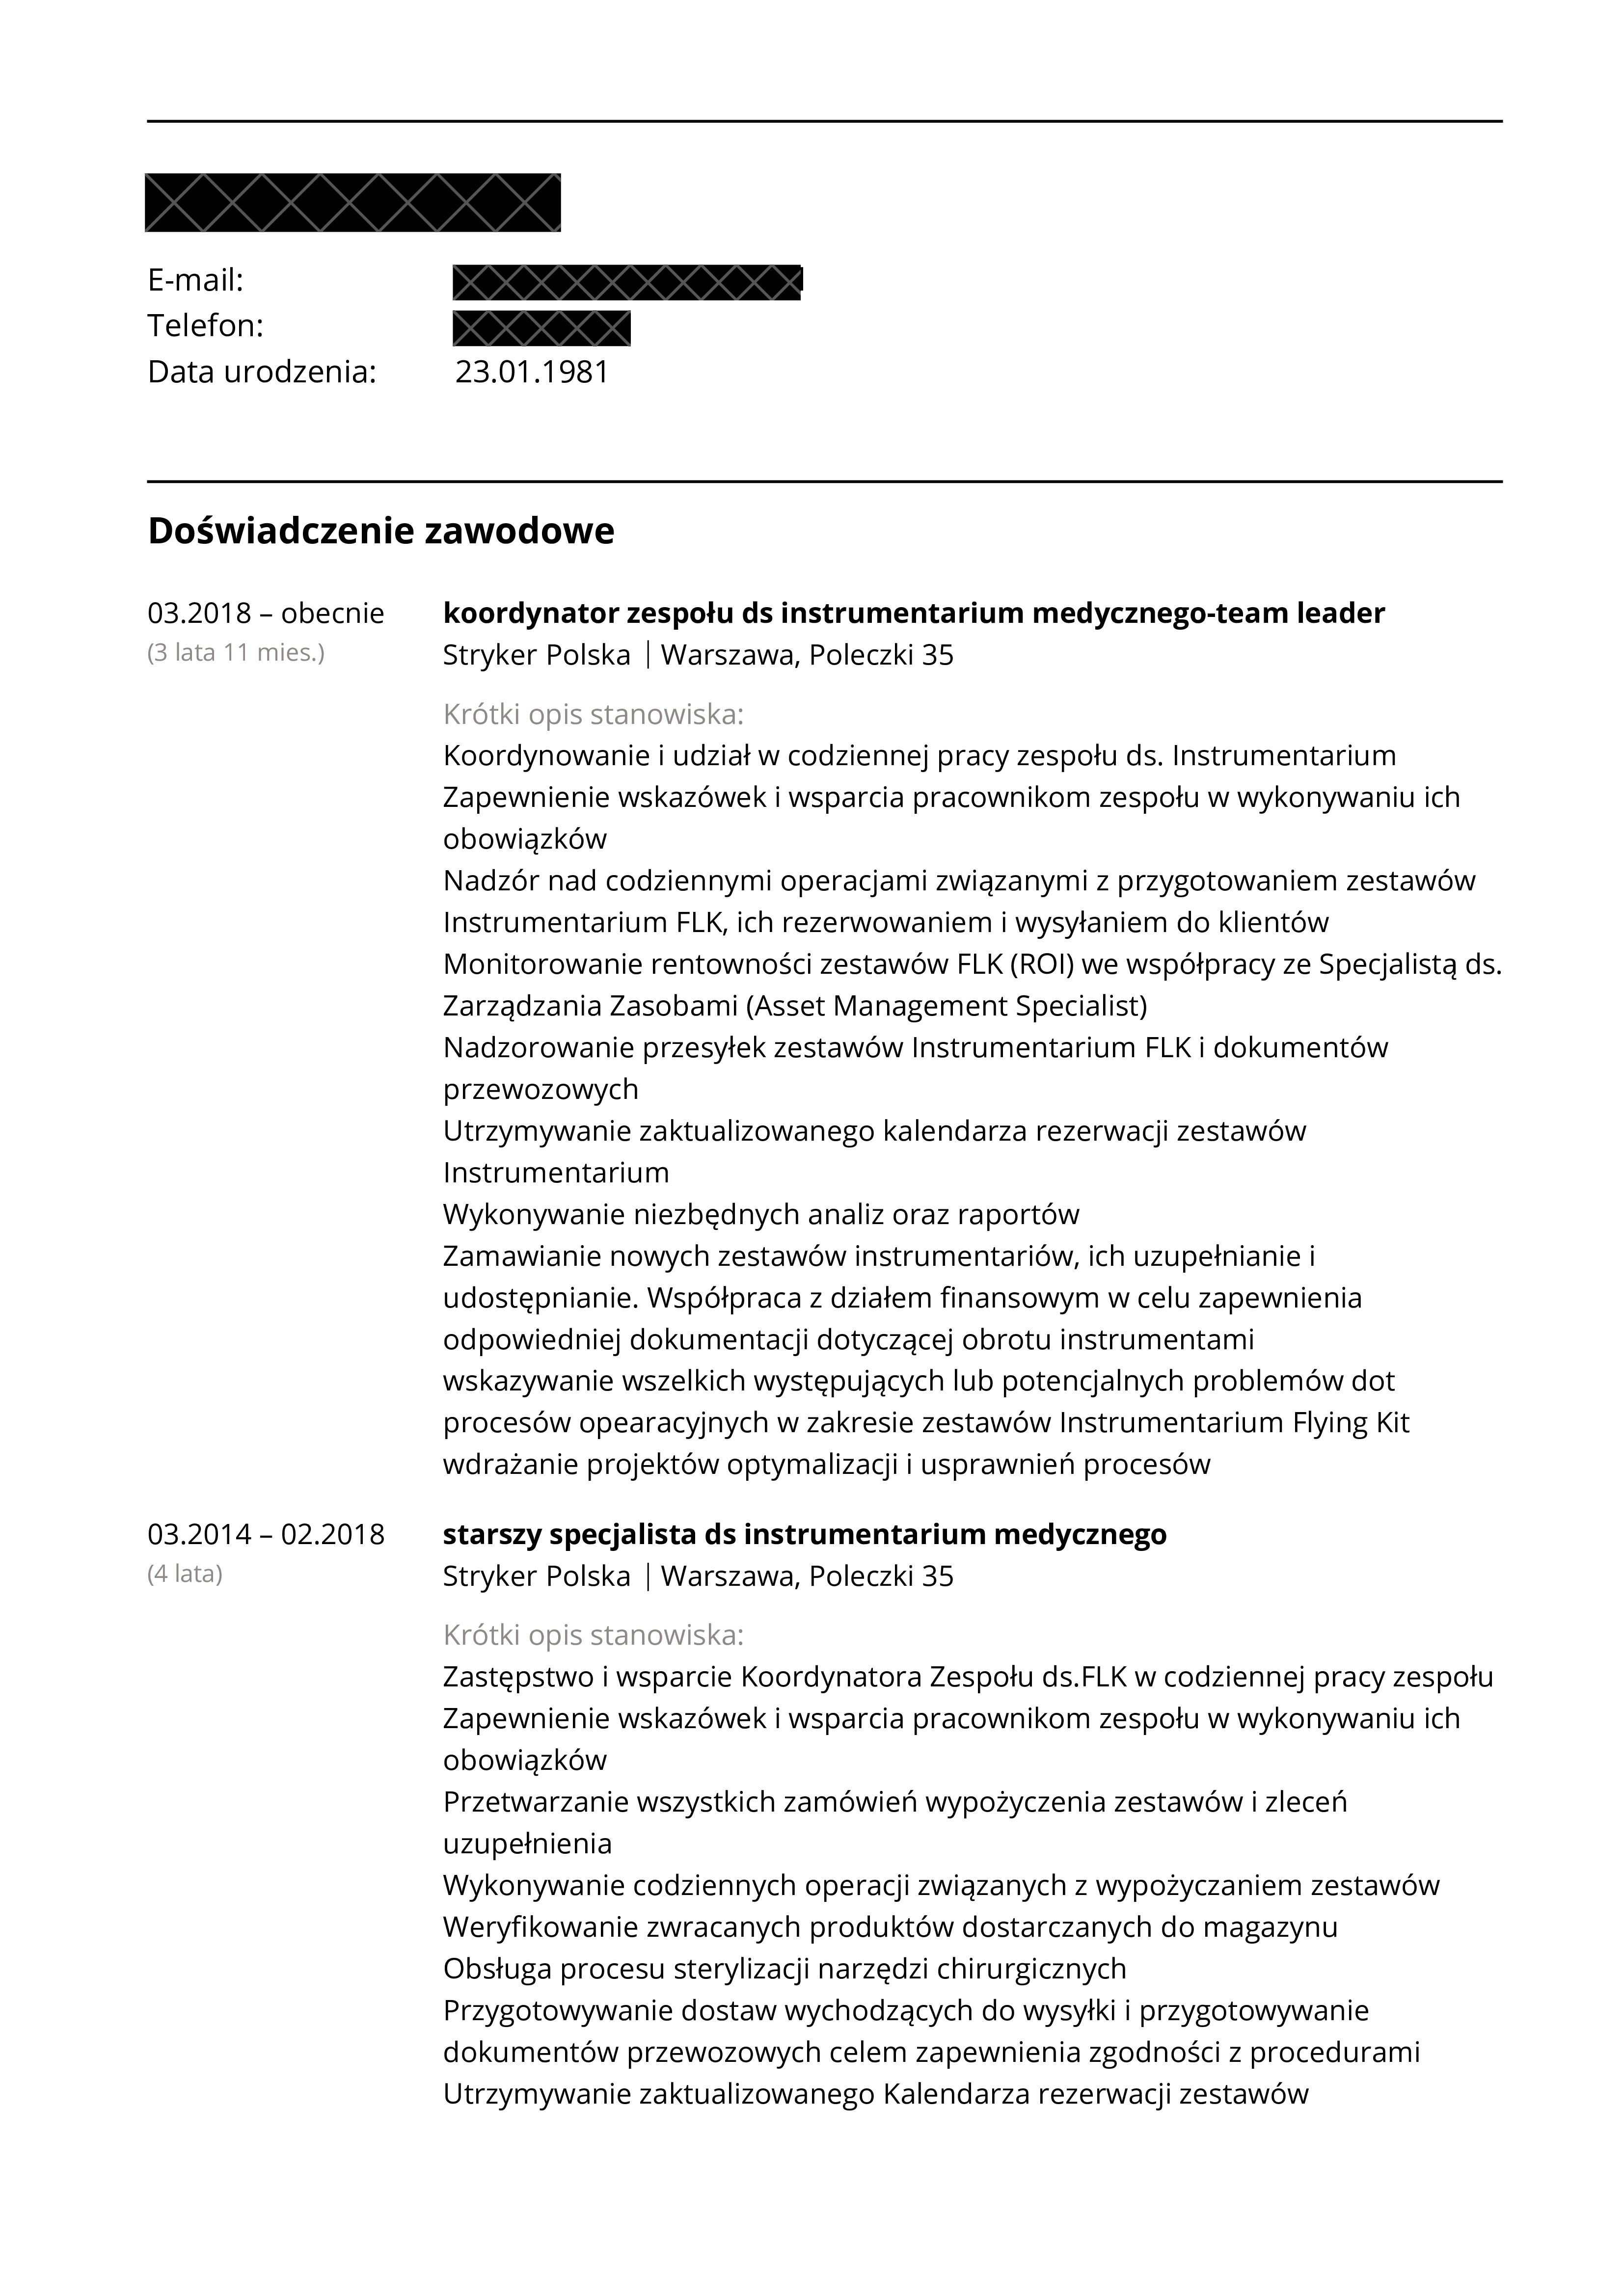 E-mail:
Telefon:
Data urodzenia: 23.01.1981
Doświadczenie zawodowe
03.2018 – obecnie koordynator zespołu ds instrumentarium medycznego-team leader
(3 lata 11 mies.) Stryker Polska | Warszawa, Poleczki 35
Krótki opis stanowiska:
Koordynowanie i udział w codziennej pracy zespołu ds. Instrumentarium
Zapewnienie wskazówek i wsparcia pracownikom zespołu w wykonywaniu ich
obowiązków
Nadzór nad codziennymi operacjami związanymi z przygotowaniem zestawów
Instrumentarium FLK, ich rezerwowaniem i wysyłaniem do klientów
Monitorowanie rentowności zestawów FLK (ROI) we współpracy ze Specjalistą ds.
Zarządzania Zasobami (Asset Management Specialist)
Nadzorowanie przesyłek zestawów Instrumentarium FLK i dokumentów
przewozowych
Utrzymywanie zaktualizowanego kalendarza rezerwacji zestawów
Instrumentarium
Wykonywanie niezbędnych analiz oraz raportów
Zamawianie nowych zestawów instrumentariów, ich uzupełnianie i
udostępnianie. Współpraca z działem finansowym w celu zapewnienia
odpowiedniej dokumentacji dotyczącej obrotu instrumentami
wskazywanie wszelkich występujących lub potencjalnych problemów dot
procesów opearacyjnych w zakresie zestawów Instrumentarium Flying Kit
wdrażanie projektów optymalizacji i usprawnień procesów
03.2014 – 02.2018 starszy specjalista ds instrumentarium medycznego
(4 lata) Stryker Polska | Warszawa, Poleczki 35
Krótki opis stanowiska:
Zastępstwo i wsparcie Koordynatora Zespołu ds.FLK w codziennej pracy zespołu
Zapewnienie wskazówek i wsparcia pracownikom zespołu w wykonywaniu ich
obowiązków
Przetwarzanie wszystkich zamówień wypożyczenia zestawów i zleceń
uzupełnienia
Wykonywanie codziennych operacji związanych z wypożyczaniem zestawów
Weryfikowanie zwracanych produktów dostarczanych do magazynu
Obsługa procesu sterylizacji narzędzi chirurgicznych
Przygotowywanie dostaw wychodzących do wysyłki i przygotowywanie
dokumentów przewozowych celem zapewnienia zgodności z procedurami
Utrzymywanie zaktualizowanego Kalendarza rezerwacji zestawów